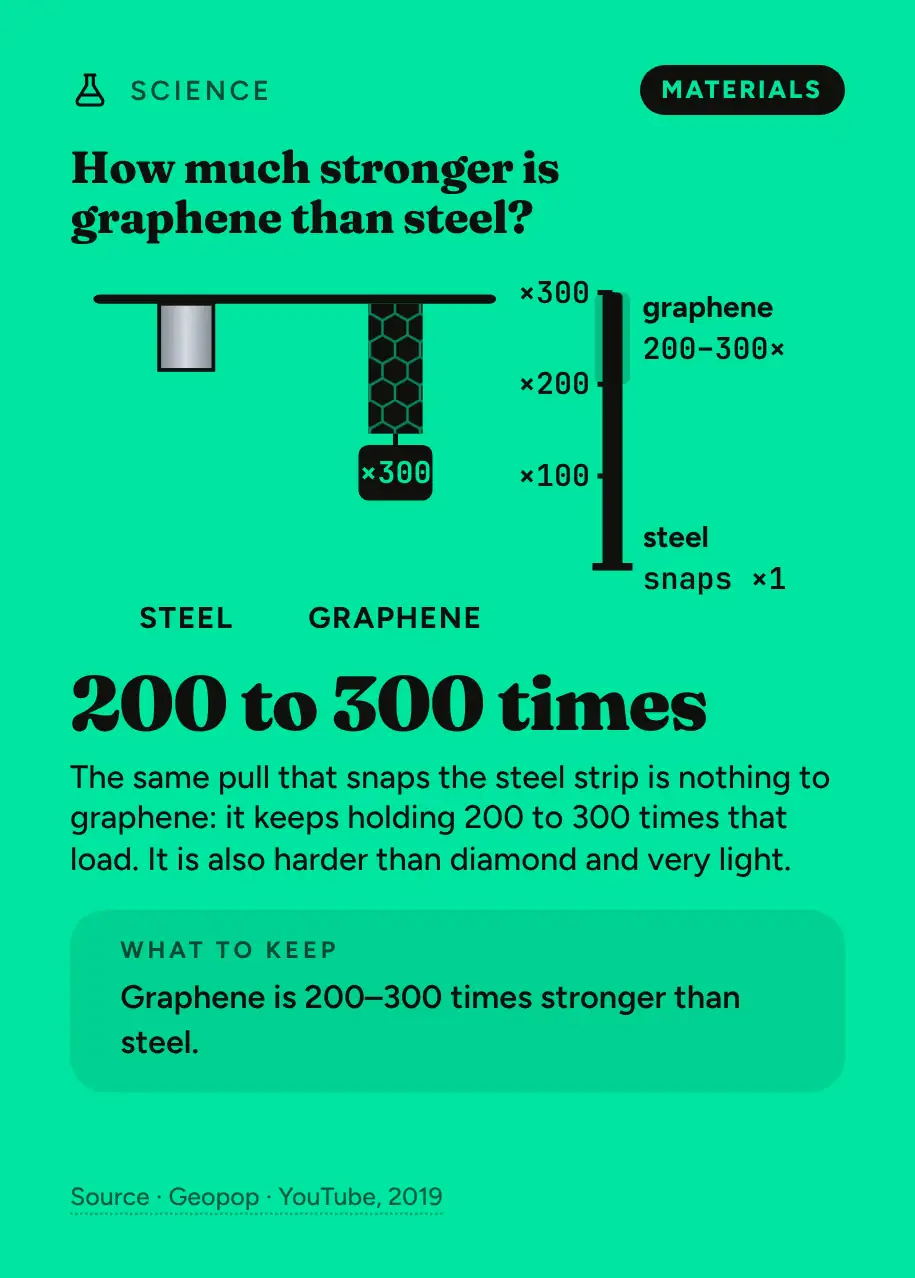 SCIENCE
MATERIALS
How much stronger is
graphene than steel?
×300
graphene
200–300×
×200
×300
×100
steel
snaps ×1
STEEL
GRAPHENE
200 to 300 times
The same pull that snaps the steel strip is nothing to
graphene: it keeps holding 200 to 300 times that
load. It is also harder than diamond and very light.
WHAT TO KEEP
Graphene is 200–300 times stronger than
steel.
Source · Geopop · YouTube, 2019